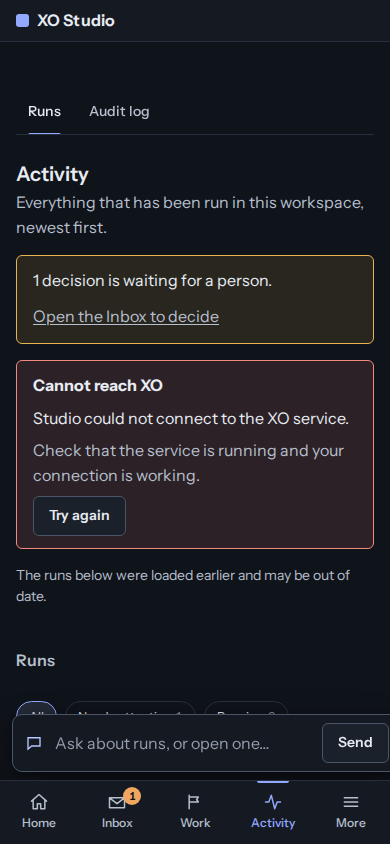 XO Studio
Runs
Audit log
Activity
Everything that has been run in this workspace,
newest first.
1 decision is waiting for a person.
Open the Inbox to decide
Cannot reach XO
Studio could not connect to the XO service.
Check that the service is running and your
connection is working.
Try again
The runs below were loaded earlier and may be out of
date.
Runs
Ask about runs, or open one...
Send
1
Home
Inbox
Work
Activity
More